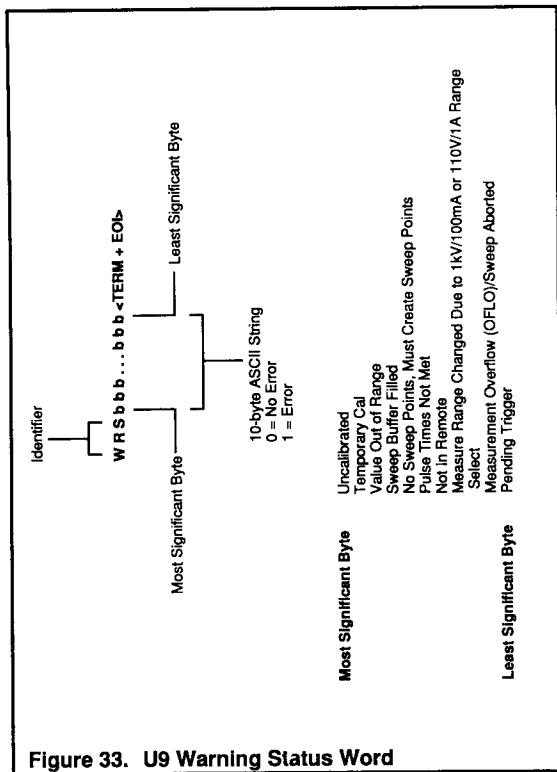 Identifier
W R S b b b . . . b b b <TERM + EOI>
Most Significant Byte
Least Significant Byte
10-byte ASCII String
0 = No Error
1 = Error
Most Significant Byte
Uncalibrated
Temporary Cal
Value Out of Range
Sweep Buffer Filled
No Sweep Points, Must Create Sweep Points
Pulse Times Not Met
Not In Remote
Measure Range Changed Due to 1kV/100mA or 110V/1A Range
Select
Measurement Overflow (OFLO)/Sweep Aborted
Least Significant Byte
Pending Trigger
Figure 33. U9 Warning Status Word